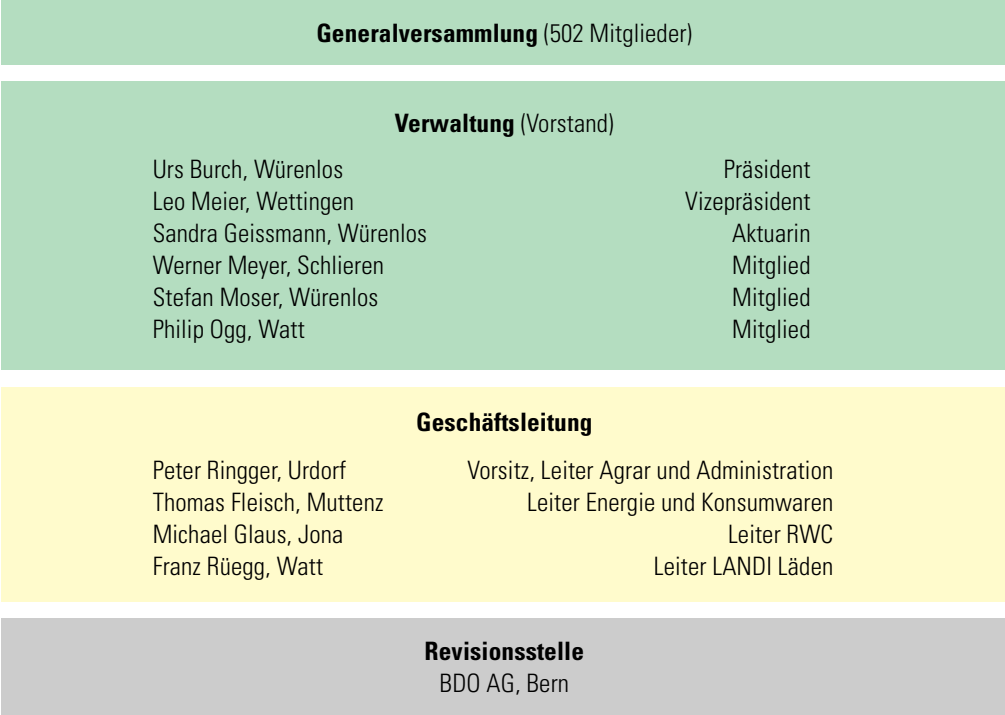 Generalversammlung (502 Mitglieder)
Verwaltung (Vorstand)
Urs Burch, Würenlos Präsident
Leo Meier, Wettingen Vizepräsident
Sandra Geissmann, Würenlos Aktuarin
Werner Meyer, Schlieren Mitglied
Stefan Moser, Würenlos Mitglied
Philip Ogg, Watt Mitglied
Geschäftsleitung
Peter Ringger, Urdorf Vorsitz, Leiter Agrar und Administration
Thomas Fleisch, Muttenz Leiter Energie und Konsumwaren
Michael Glaus, Jona Leiter RWC
Franz Rüegg, Watt Leiter LANDI Läden
Revisionsstelle
BDO AG, Bern